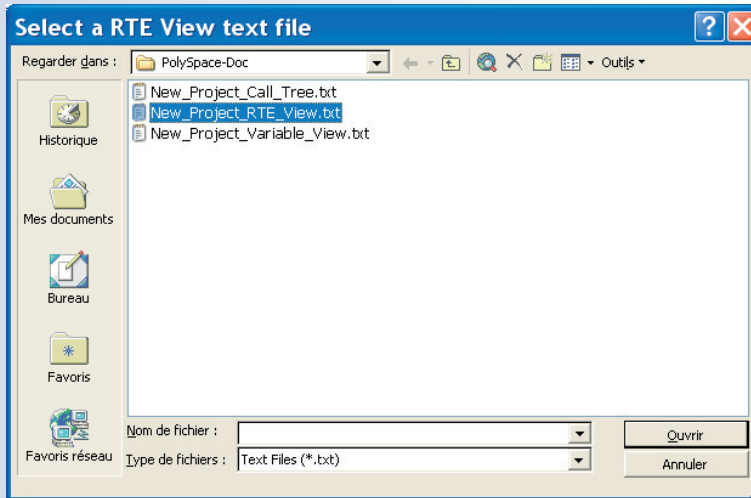 Select a RTE View text file
Regarder dans :
PolySpace-Doc
Outils
New_Project_Call_Tree.txt
New_Project_RTE_View.txt
New_Project_Variable_View.txt
Historique
Mes documents
Bureau
Favoris
Favoris réseau
Nom de fichier :
Ouvrir
Type de fichiers :
Text Files (*.txt)
Annuler